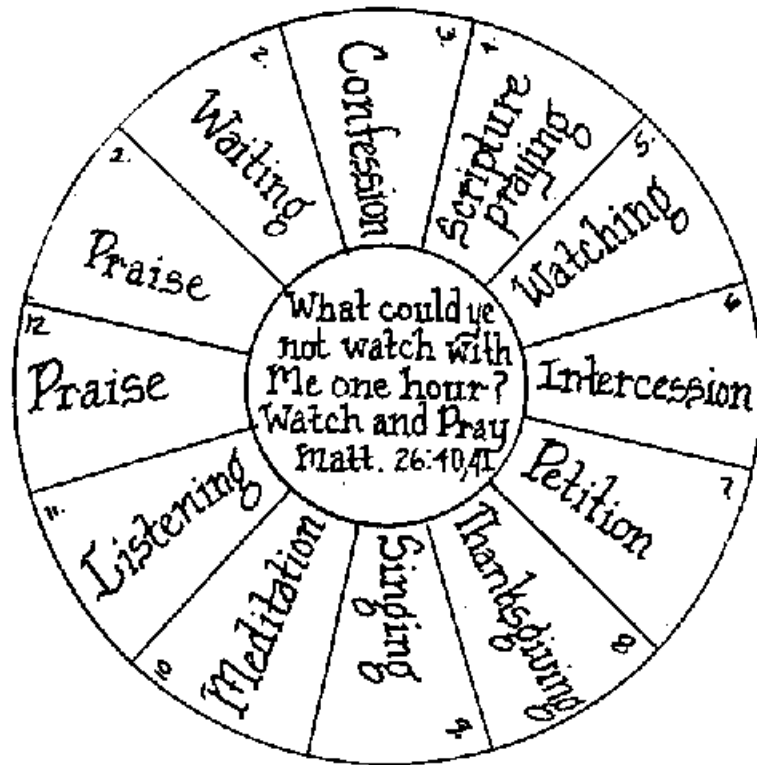 2.
Praise
2.
Waiting
3.
Confession
4.
Scripture
praying
5.
Watching
6
Intercession
7.
Petition
8
Thanksgiving
9.
Singing
10
Meditation
11.
Listening
12
Praise
What could ye
not watch with
Me one hour?
Watch and Pray
Matt. 26:40,41